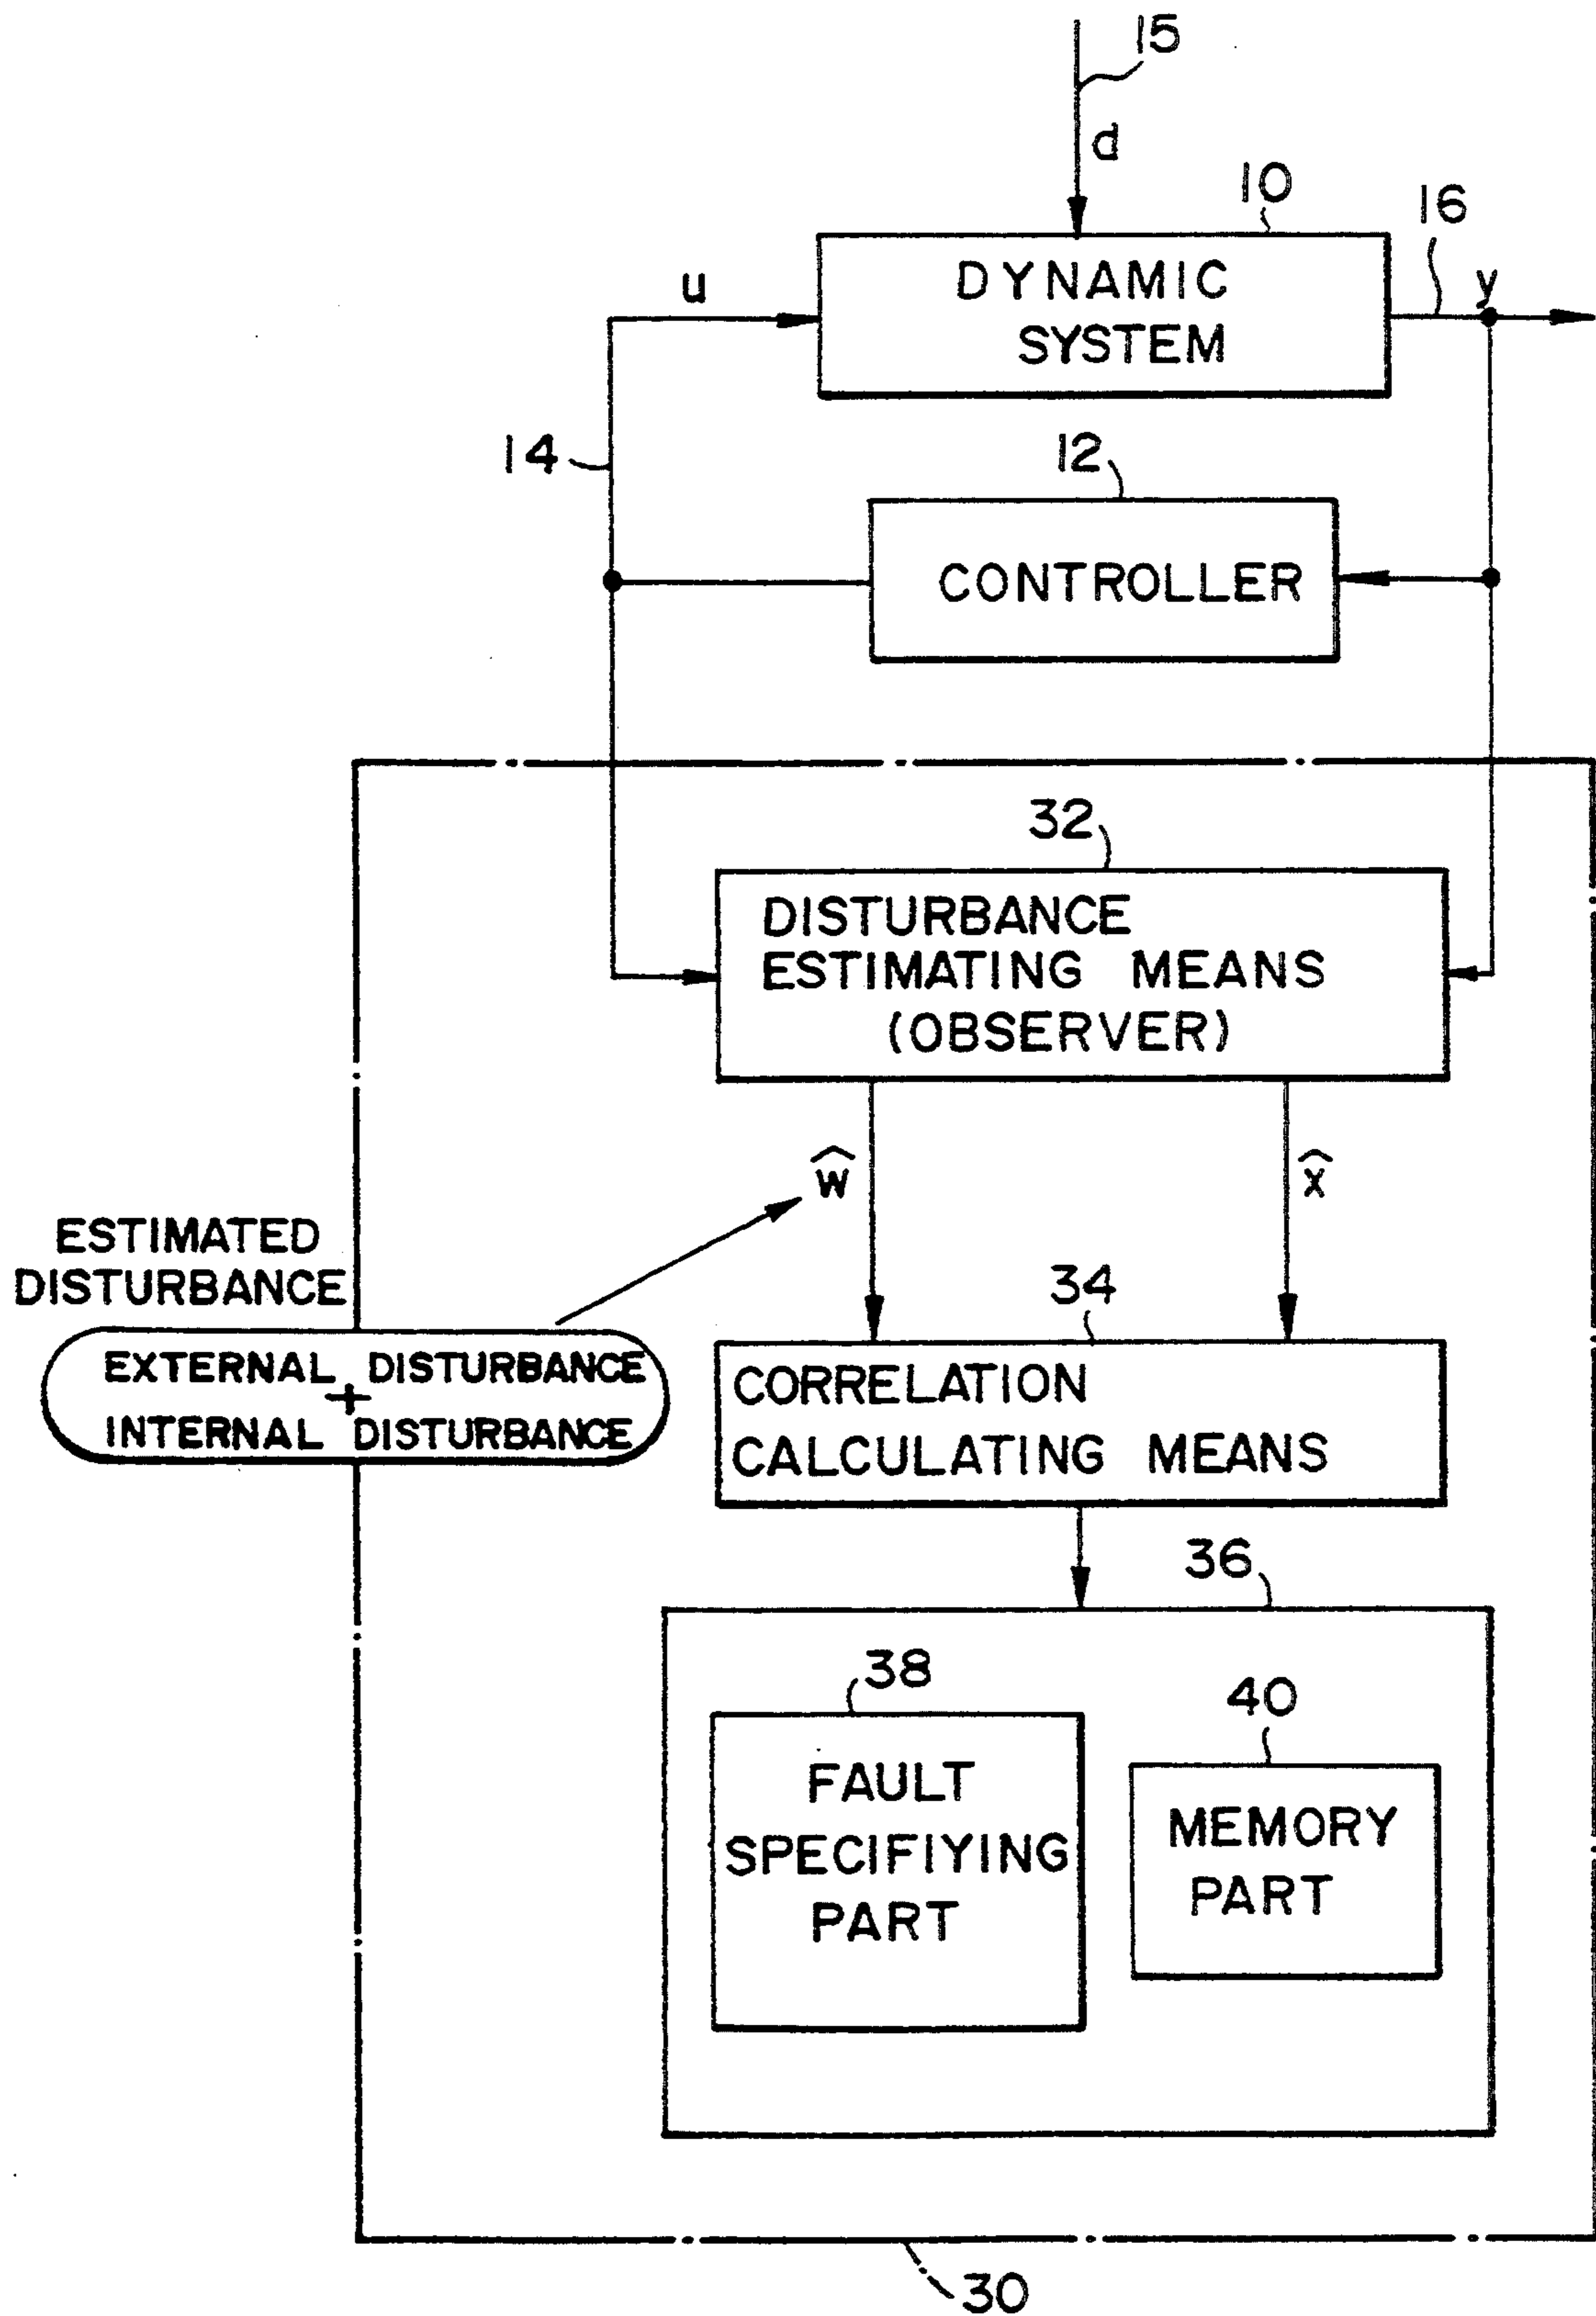 15
d
10
16
u
DYNAMIC
SYSTEM
y
14
12
CONTROLLER
32
DISTURBANCE
ESTIMATING MEANS
(OBSERVER)
ŵ
x̂
ESTIMATED
DISTURBANCE
EXTERNAL DISTURBANCE
+
INTERNAL DISTURBANCE
34
CORRELATION
CALCULATING MEANS
36
38
FAULT
SPECIFIYING
PART
40
MEMORY
PART
30